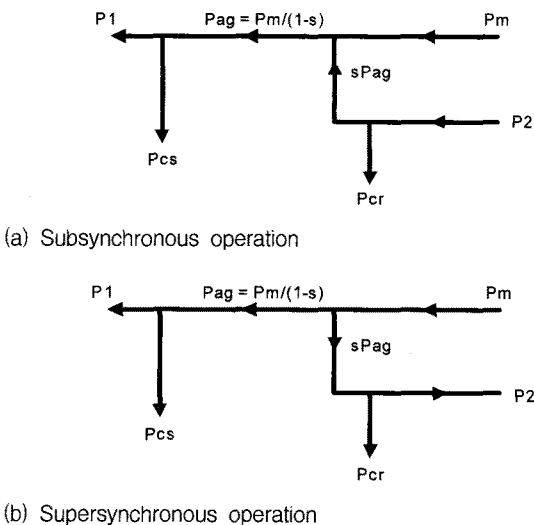 P1
Pag = Pm/(1-s)
Pm
sPag
P2
Pcs
Pcr
(a) Subsynchronous operation
P1
Pag = Pm/(1-s)
Pm
sPag
P2
Pcs
Pcr
(b) Supersynchronous operation